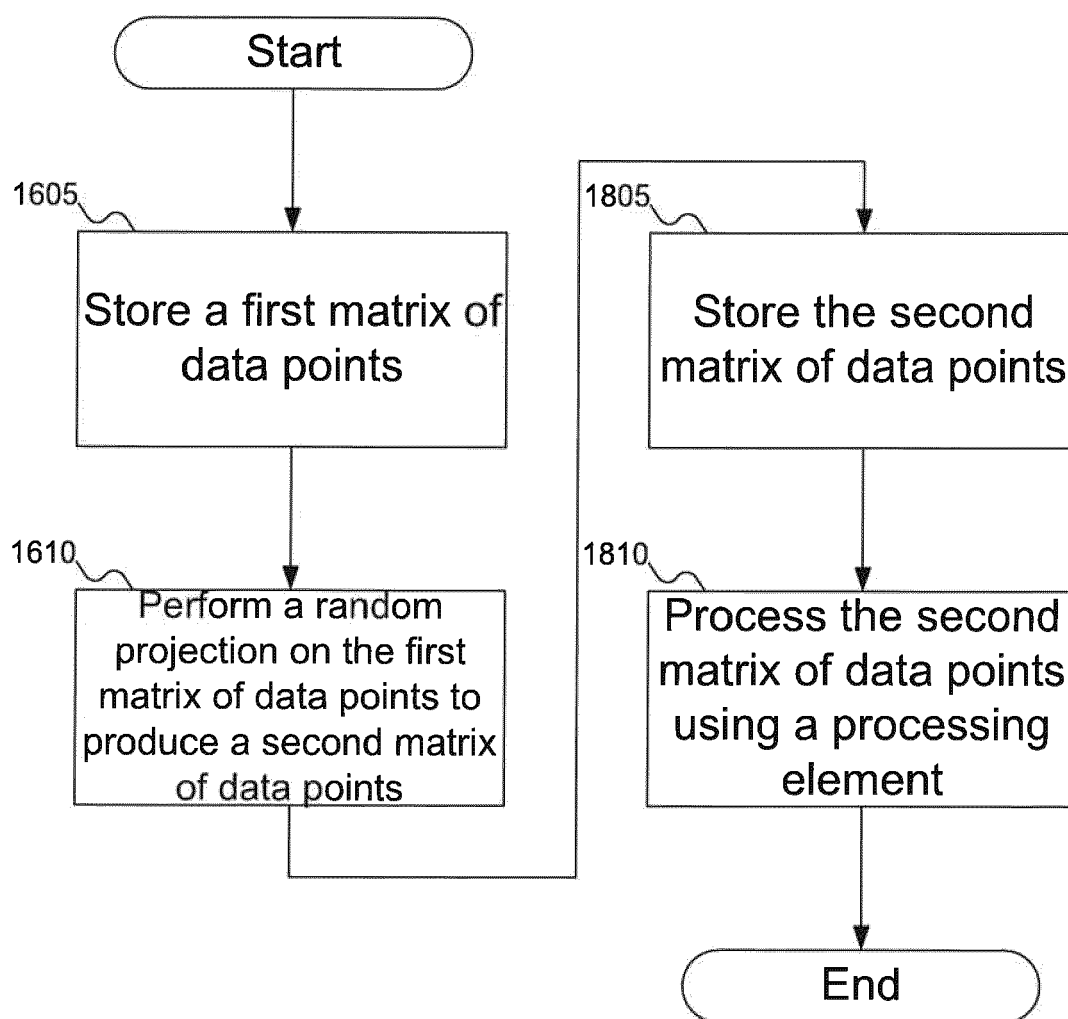 Start
1605
Store a first matrix of
data points
1610
Perform a random
projection on the first
matrix of data points to
produce a second matrix
of data points
1805
Store the second
matrix of data points
1810
Process the second
matrix of data points
using a processing
element
End